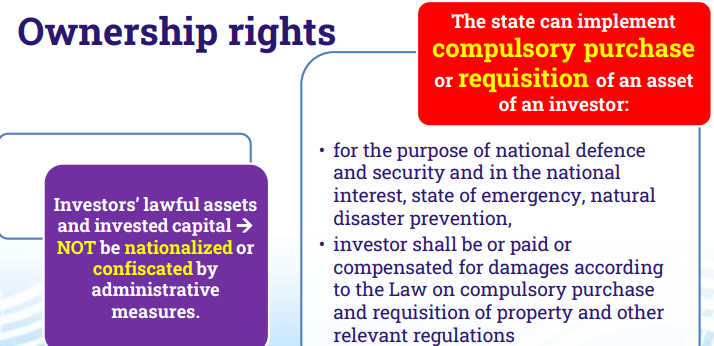 Ownership rights
Investors' lawful assets
and invested capital →
NOT be nationalized or
confiscated by
administrative
measures.
The state can implement
compulsory purchase
or requisition of an asset
of an investor:
• for the purpose of national defence
and security and in the national
interest, state of emergency, natural
disaster prevention,
• investor shall be or paid or
compensated for damages according
to the Law on compulsory purchase
and requisition of property and other
relevant regulations